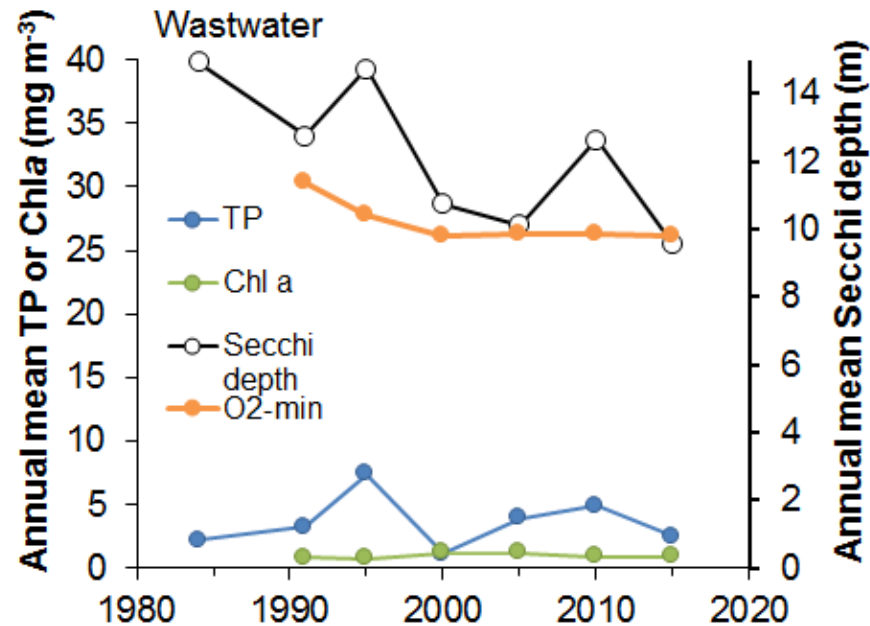 Wastwater
Annual mean TP or Chla (mg m-3)
40
35
30
25
20
15
10
5
0
TP
Chl a
Secchi
depth
O2-min
14
12
10
8
6
4
2
0
Annual mean Secchi depth (m)
1980
1990
2000
2010
2020